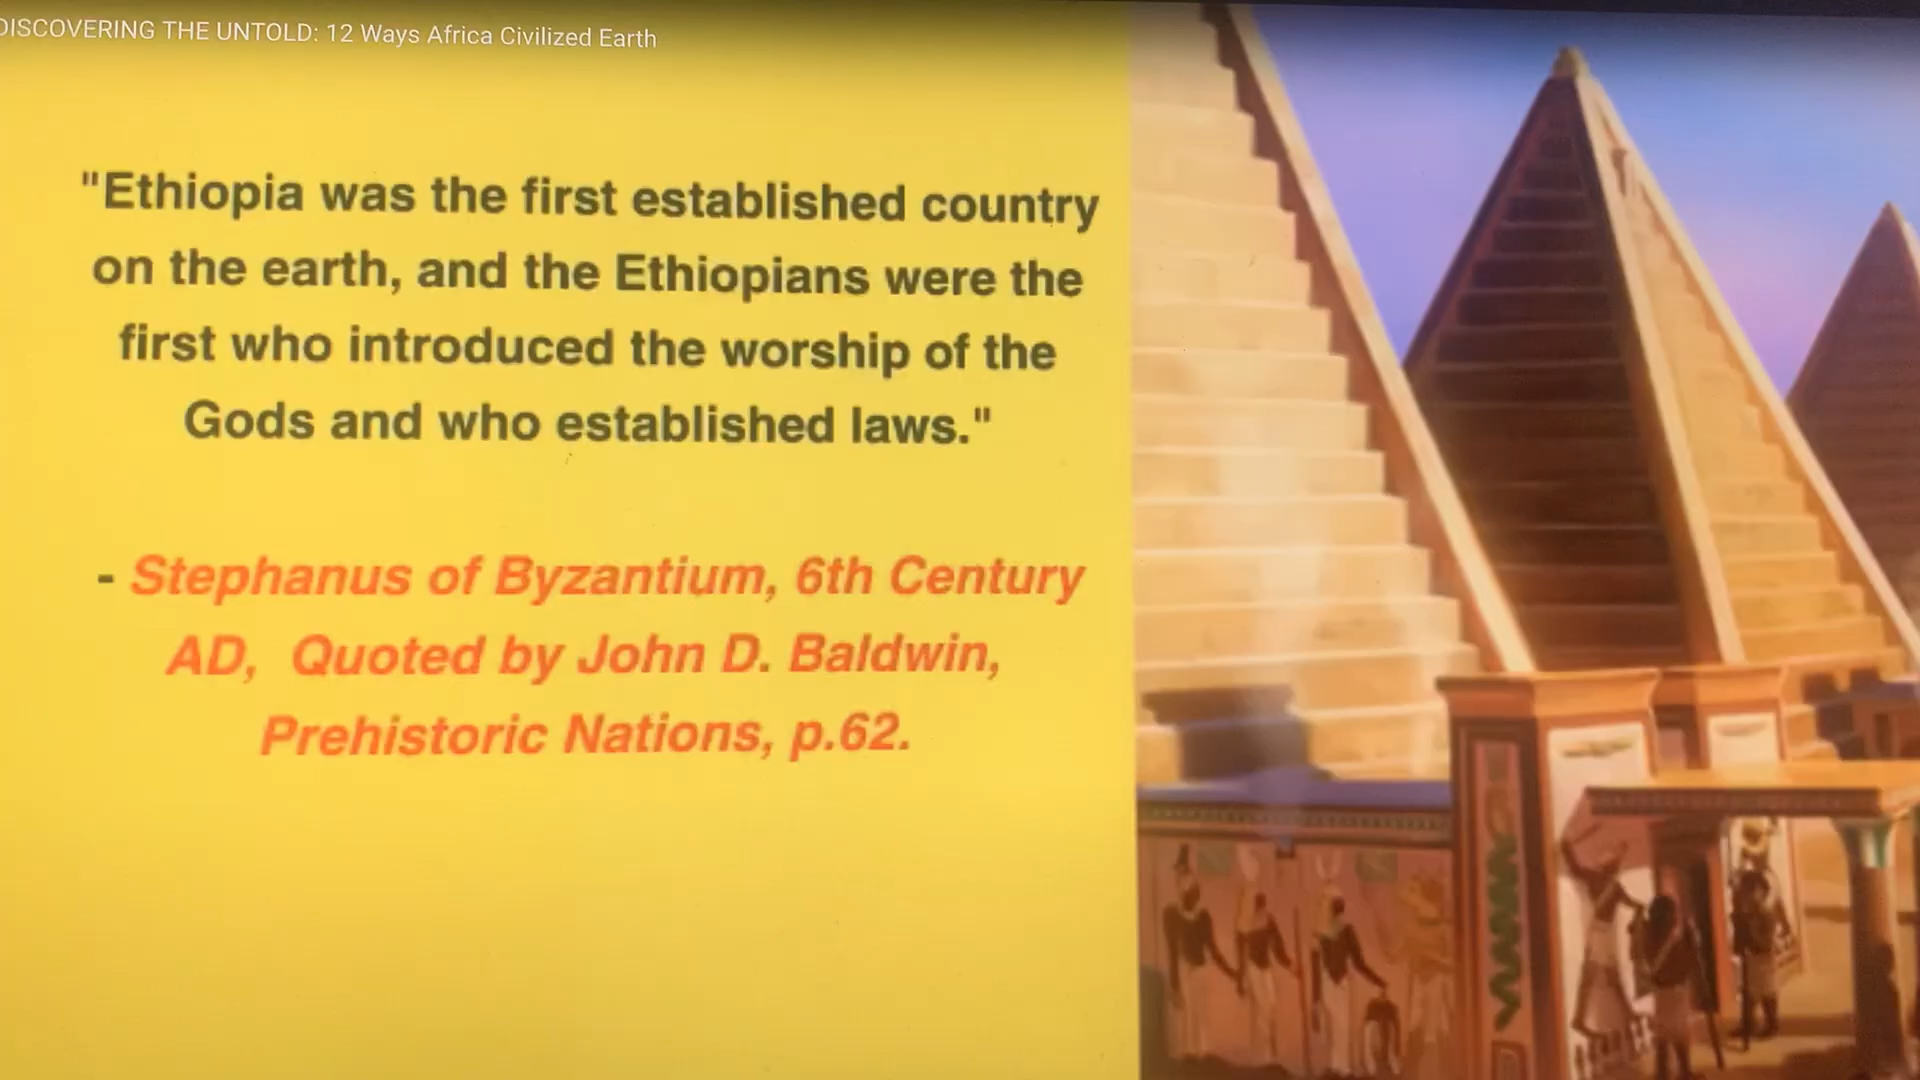 DISCOVERING THE UNTOLD: 12 Ways Africa Civilized Earth
"Ethiopia was the first established country
on the earth, and the Ethiopians were the
first who introduced the worship of the
Gods and who established laws."
- Stephanus of Byzantium, 6th Century
AD, Quoted by John D. Baldwin,
Prehistoric Nations, p.62.